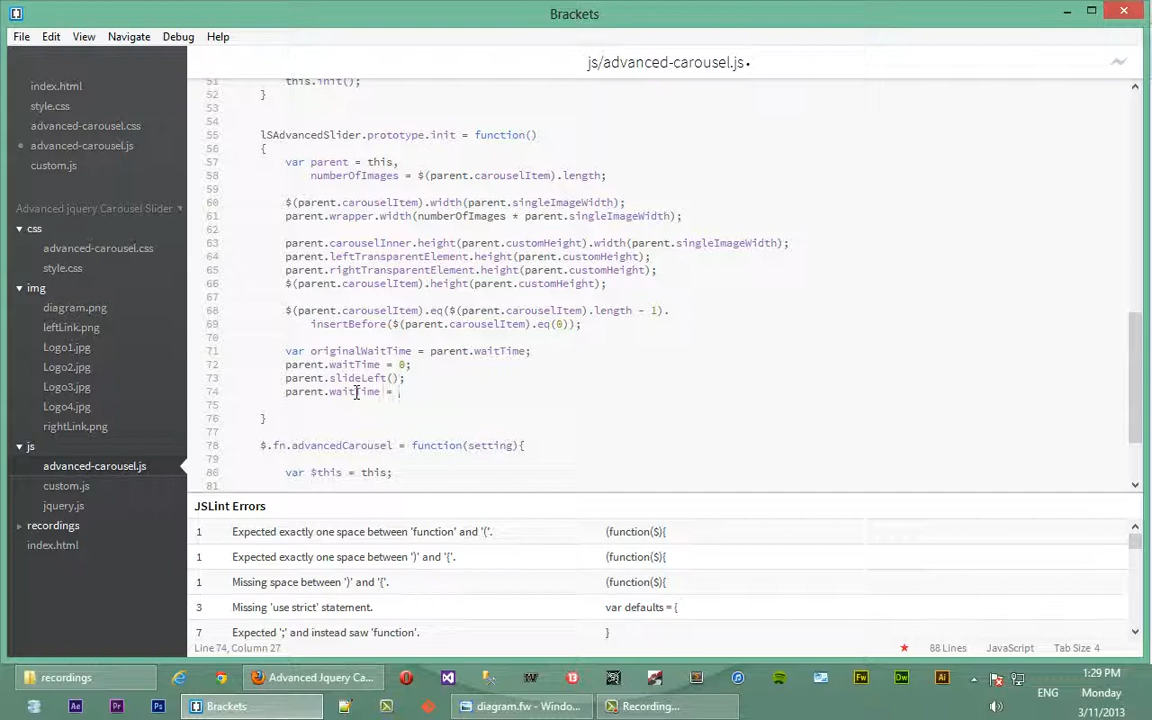 Brackets
File Edit View Navigate Debug Help
js/advanced-carousel.js •
index.html
style.css
advanced-carousel.css
advanced-carousel.js
custom.js
Advanced jquery Carousel Slider
css
advanced-carousel.css
style.css
img
diagram.png
leftLink.png
Logo1.jpg
Logo2.jpg
Logo3.jpg
Logo4.jpg
rightLink.png
js
advanced-carousel.js
custom.js
jquery.js
recordings
index.html
51 this.init();
52 }
53
54
55 lSAdvancedSlider.prototype.init = function()
56 {
57 var parent = this,
58 numberOfImages = $(parent.carouselItem).length;
59
60 $(parent.carouselItem).width(parent.singleImageWidth);
61 parent.wrapper.width(numberOfImages * parent.singleImageWidth);
62
63 parent.carouselInner.height(parent.customHeight).width(parent.singleImageWidth);
64 parent.leftTransparentElement.height(parent.customHeight);
65 parent.rightTransparentElement.height(parent.customHeight);
66 $(parent.carouselItem).height(parent.customHeight);
67
68 $(parent.carouselItem).eq($(parent.carouselItem).length - 1).
69 insertBefore($(parent.carouselItem).eq(0));
70
71 var originalWaitTime = parent.waitTime;
72 parent.waitTime = 0;
73 parent.slideLeft();
74 parent.waitTime =
75
76 }
77
78 $.fn.advancedCarousel = function(setting){
79
80 var $this = this;
81
JSLint Errors
1 Expected exactly one space between 'function' and '('. (function($){
1 Expected exactly one space between ')' and '{'. (function($){
1 Missing space between ')' and '{'. (function($){
3 Missing 'use strict' statement. var defaults = {
7 Expected ';' and instead saw 'function'. }
Line 74, Column 27 88 Lines JavaScript Tab Size 4
recordings Advanced Jquery Ca...
Brackets diagram.fw - Windo... Recording...
ENG
1:29 PM
Monday
3/11/2013